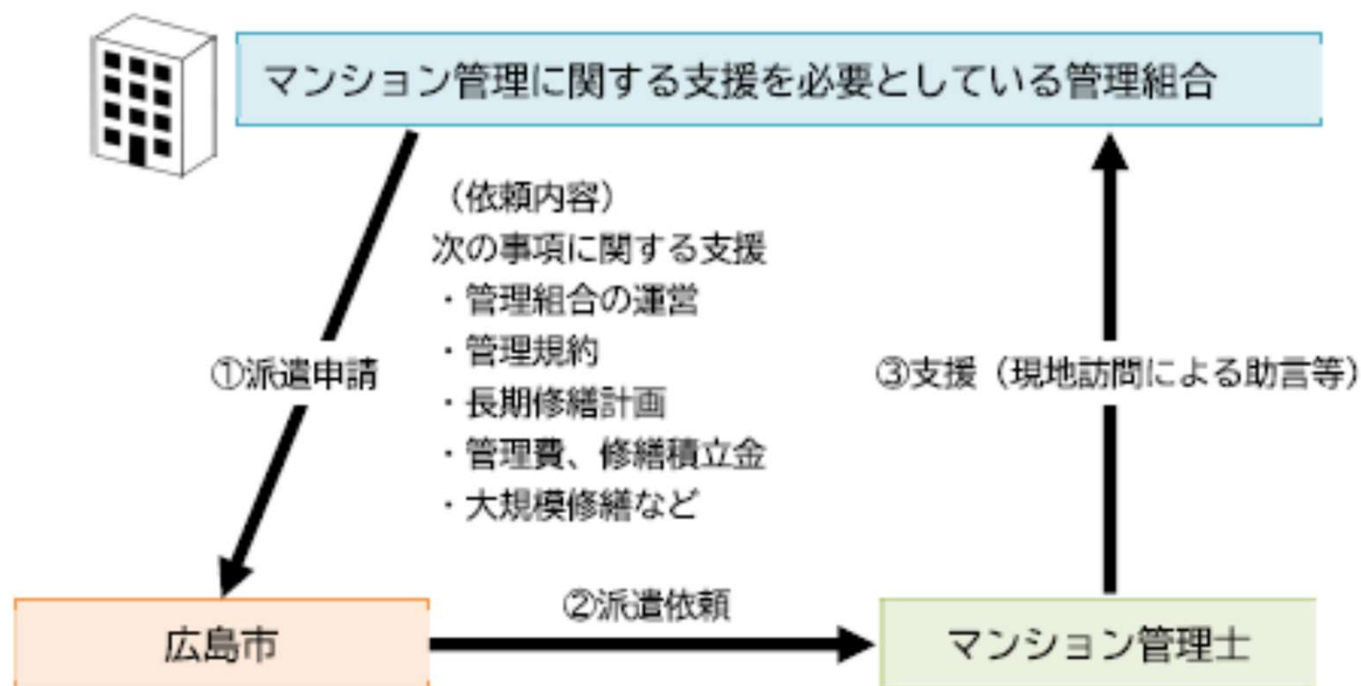 マンション管理に関する支援を必要としている管理組合
（依頼内容）
次の事項に関する支援
・管理組合の運営
・管理規約
・長期修繕計画
・管理費、修繕積立金
・大規模修繕など
①派遣申請
③支援（現地訪問による助言等）
②派遣依頼
広島市
マンション管理士